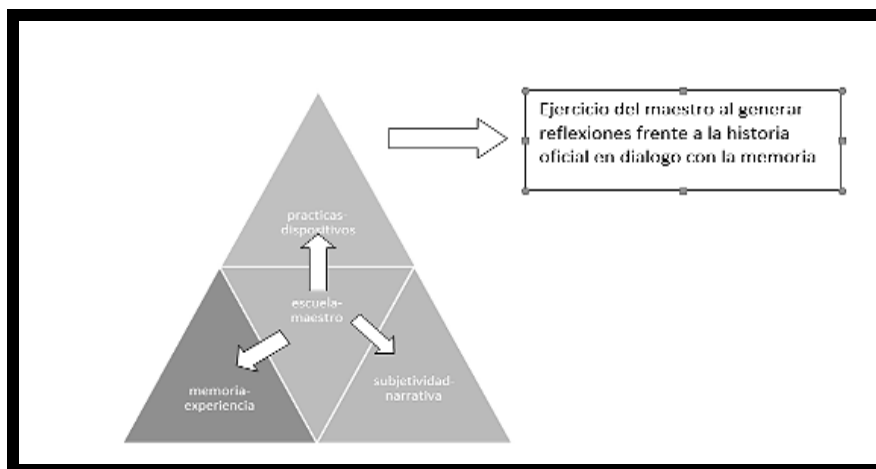 Ejercicio del maestro al generar
reflexiones frente a la historia
oficial en dialogo con la memoria
practicas-
dispositivos
escuela-
maestro
memoria-
experiencia
subjetividad-
narrativa